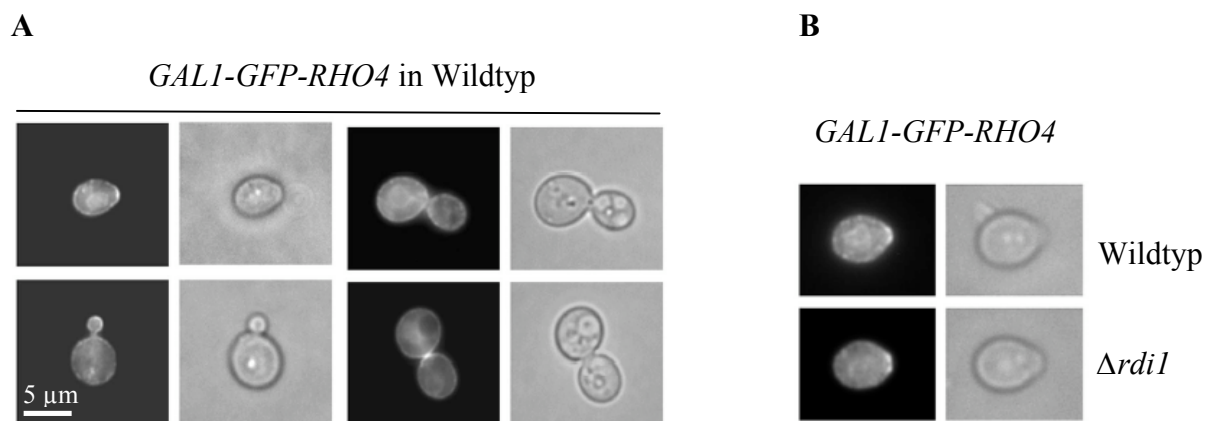 A
GAL1-GFP-RHO4 in Wildtyp
5 µm
B
GAL1-GFP-RHO4
Wildtyp
Δrdi1